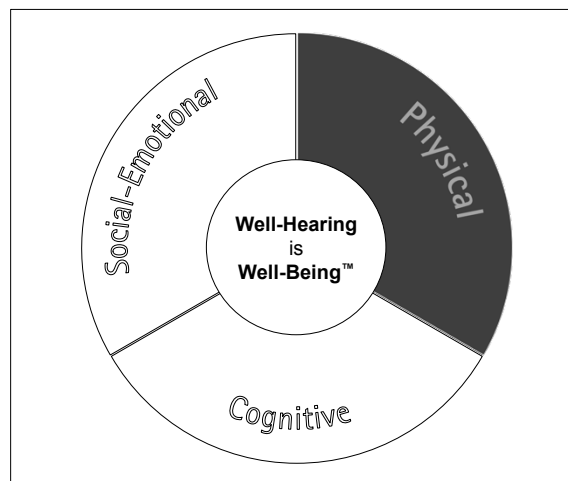 Social-Emotional
Physical
Well-Hearing
is
Well-Being™
Cognitive